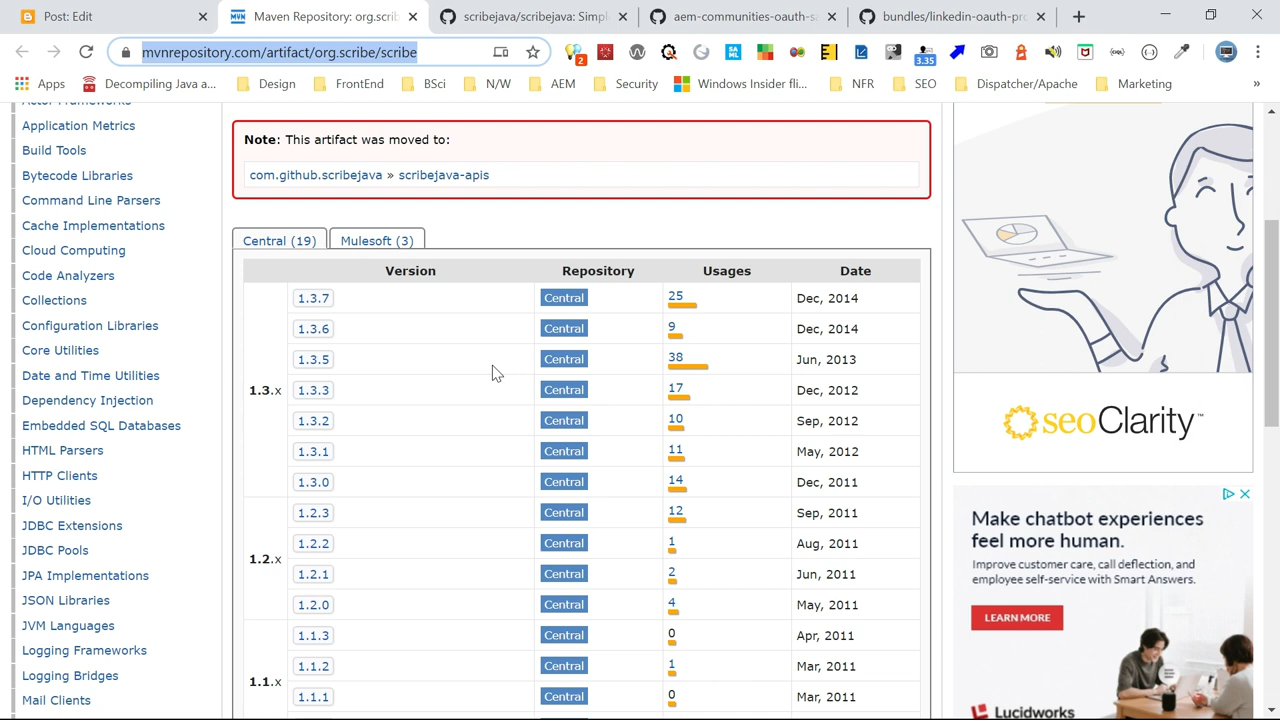 Post: Edit
Maven Repository: org.scrib
scribejava/scribejava: Simple
aem-communities-oauth-sa
bundles/linkedin-oauth-pro
mvnrepository.com/artifact/org.scribe/scribe
2
3.35
Apps
Decompiling Java a...
Design
FrontEnd
BSci
N/W
AEM
Security
Windows Insider fli...
NFR
SEO
Dispatcher/Apache
Marketing
»
Actor Frameworks
Application Metrics
Build Tools
Bytecode Libraries
Command Line Parsers
Cache Implementations
Cloud Computing
Code Analyzers
Collections
Configuration Libraries
Core Utilities
Date and Time Utilities
Dependency Injection
Embedded SQL Databases
HTML Parsers
HTTP Clients
I/O Utilities
JDBC Extensions
JDBC Pools
JPA Implementations
JSON Libraries
JVM Languages
Logging Frameworks
Logging Bridges
Mail Clients
Note: This artifact was moved to:
com.github.scribejava » scribejava-apis
Central (19)
Mulesoft (3)
Version Repository Usages Date
1.3.x
1.3.7 Central 25 Dec, 2014
1.3.6 Central 9 Dec, 2014
1.3.5 Central 38 Jun, 2013
1.3.3 Central 17 Dec, 2012
1.3.2 Central 10 Sep, 2012
1.3.1 Central 11 May, 2012
1.3.0 Central 14 Dec, 2011
1.2.x
1.2.3 Central 12 Sep, 2011
1.2.2 Central 1 Aug, 2011
1.2.1 Central 2 Jun, 2011
1.2.0 Central 4 May, 2011
1.1.x
1.1.3 Central 0 Apr, 2011
1.1.2 Central 1 Mar, 2011
1.1.1 Central 0 Mar, 2011
seoClarity™
Make chatbot experiences
feel more human.
Improve customer care, call deflection, and
employee self-service with Smart Answers.
LEARN MORE
Lucidworks